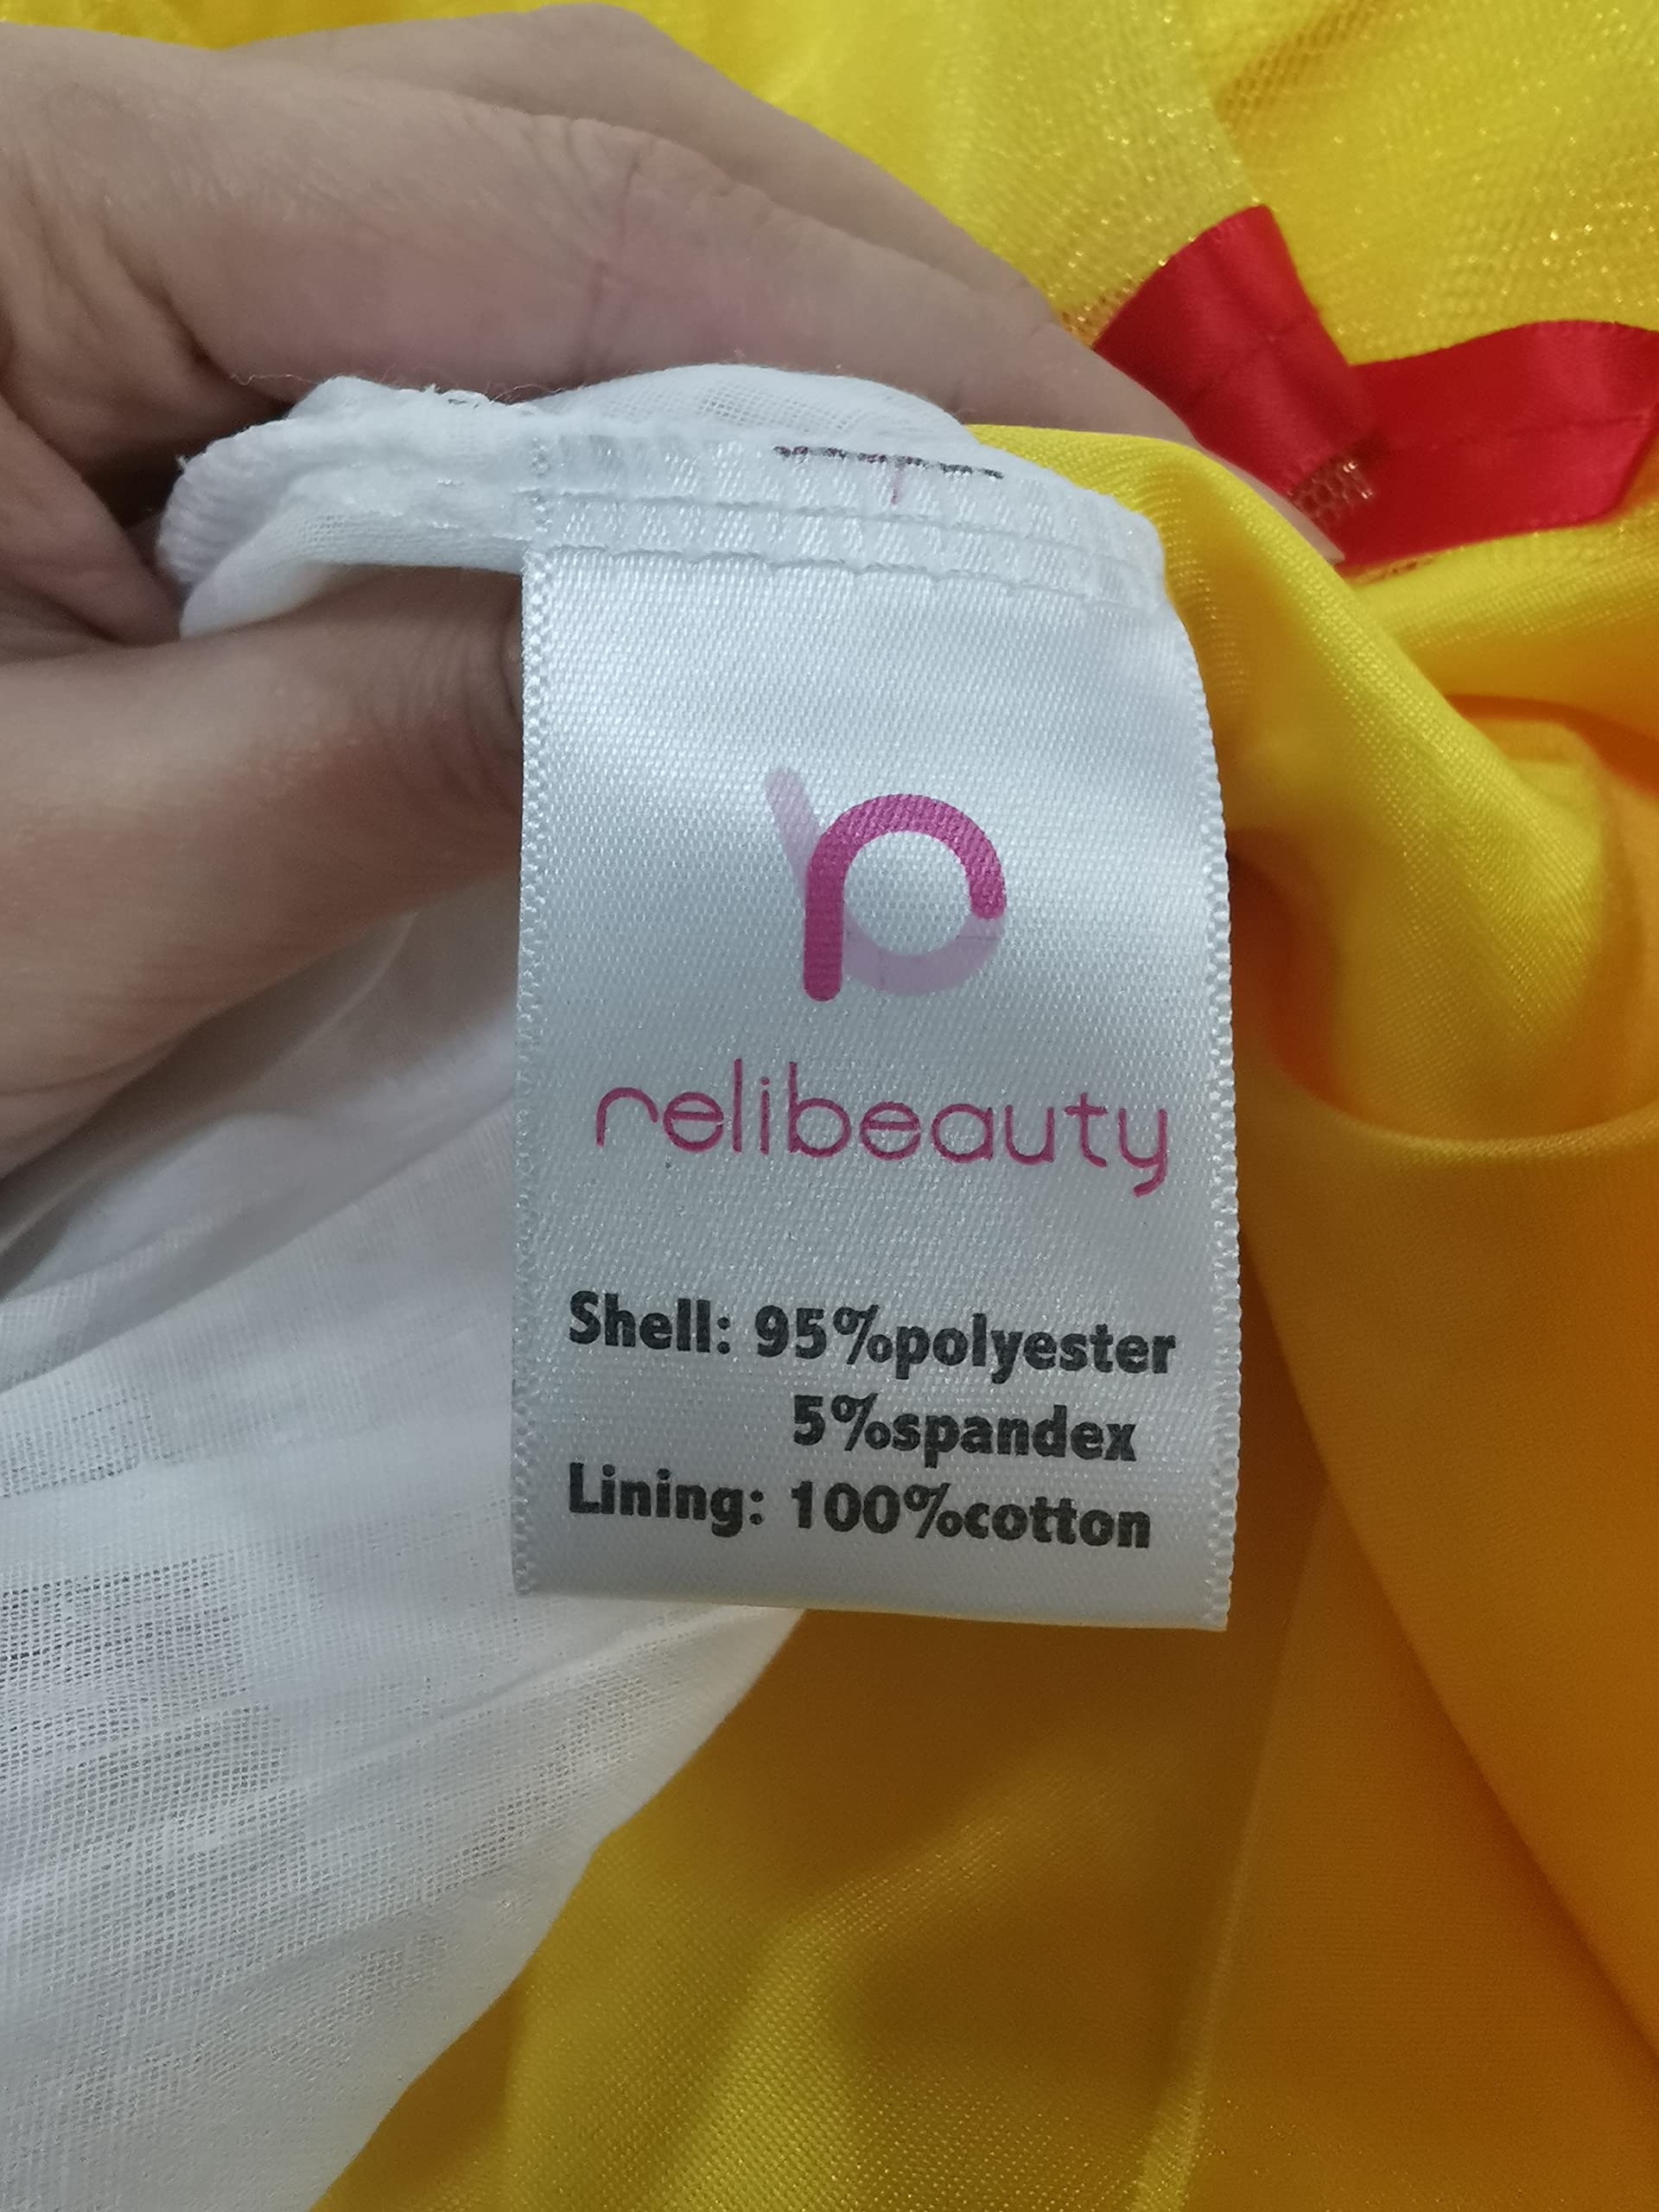 relibeauty
Shell: 95%polyester
5%spandex
Lining: 100%cotton